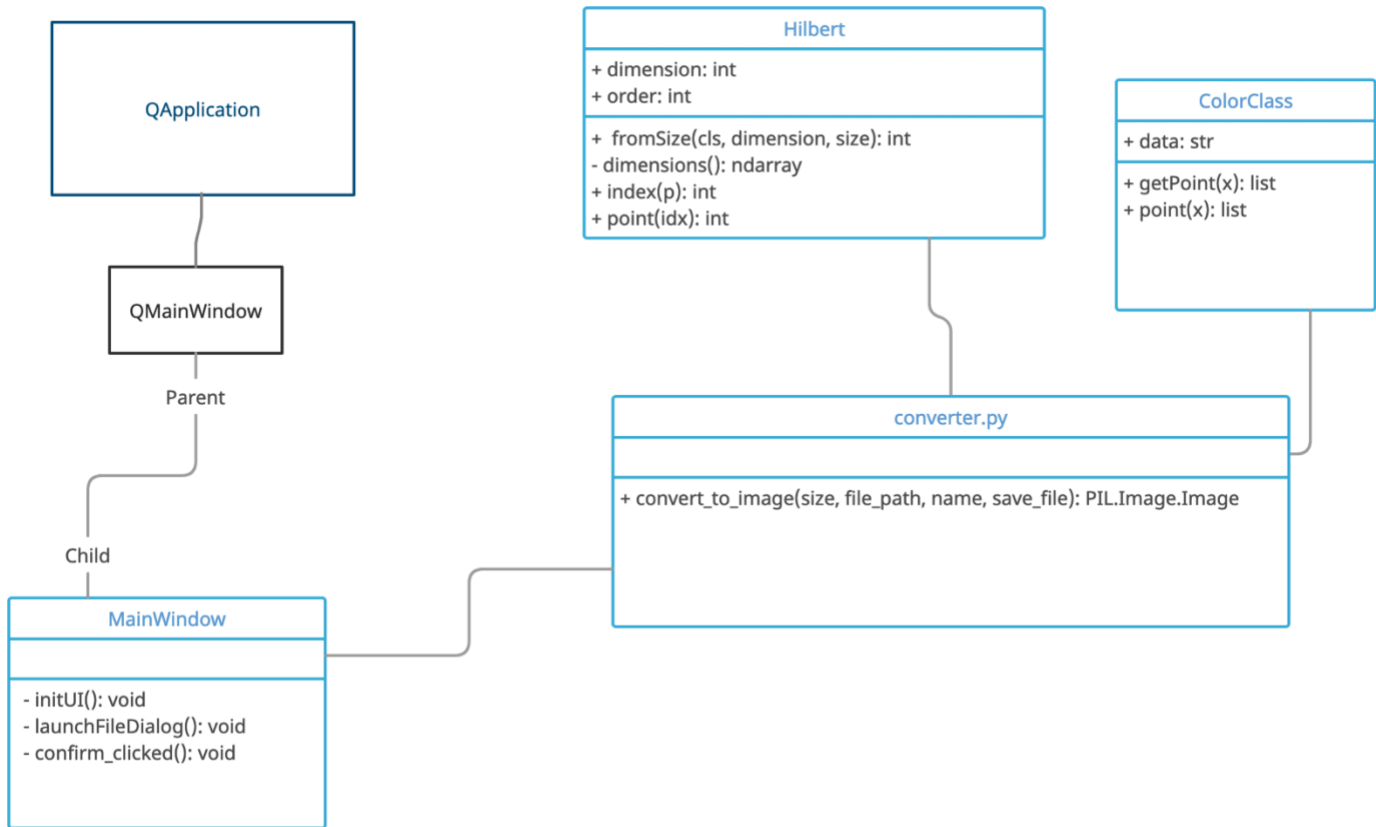 QApplication
QMainWindow
Parent
Child
MainWindow
- initUI(): void
- launchFileDialog(): void
- confirm_clicked(): void
Hilbert
+ dimension: int
+ order: int
+ fromSize(cls, dimension, size): int
- dimensions(): ndarray
+ index(p): int
+ point(idx): int
ColorClass
+ data: str
+ getPoint(x): list
+ point(x): list
converter.py
+ convert_to_image(size, file_path, name, save_file): PIL.Image.Image